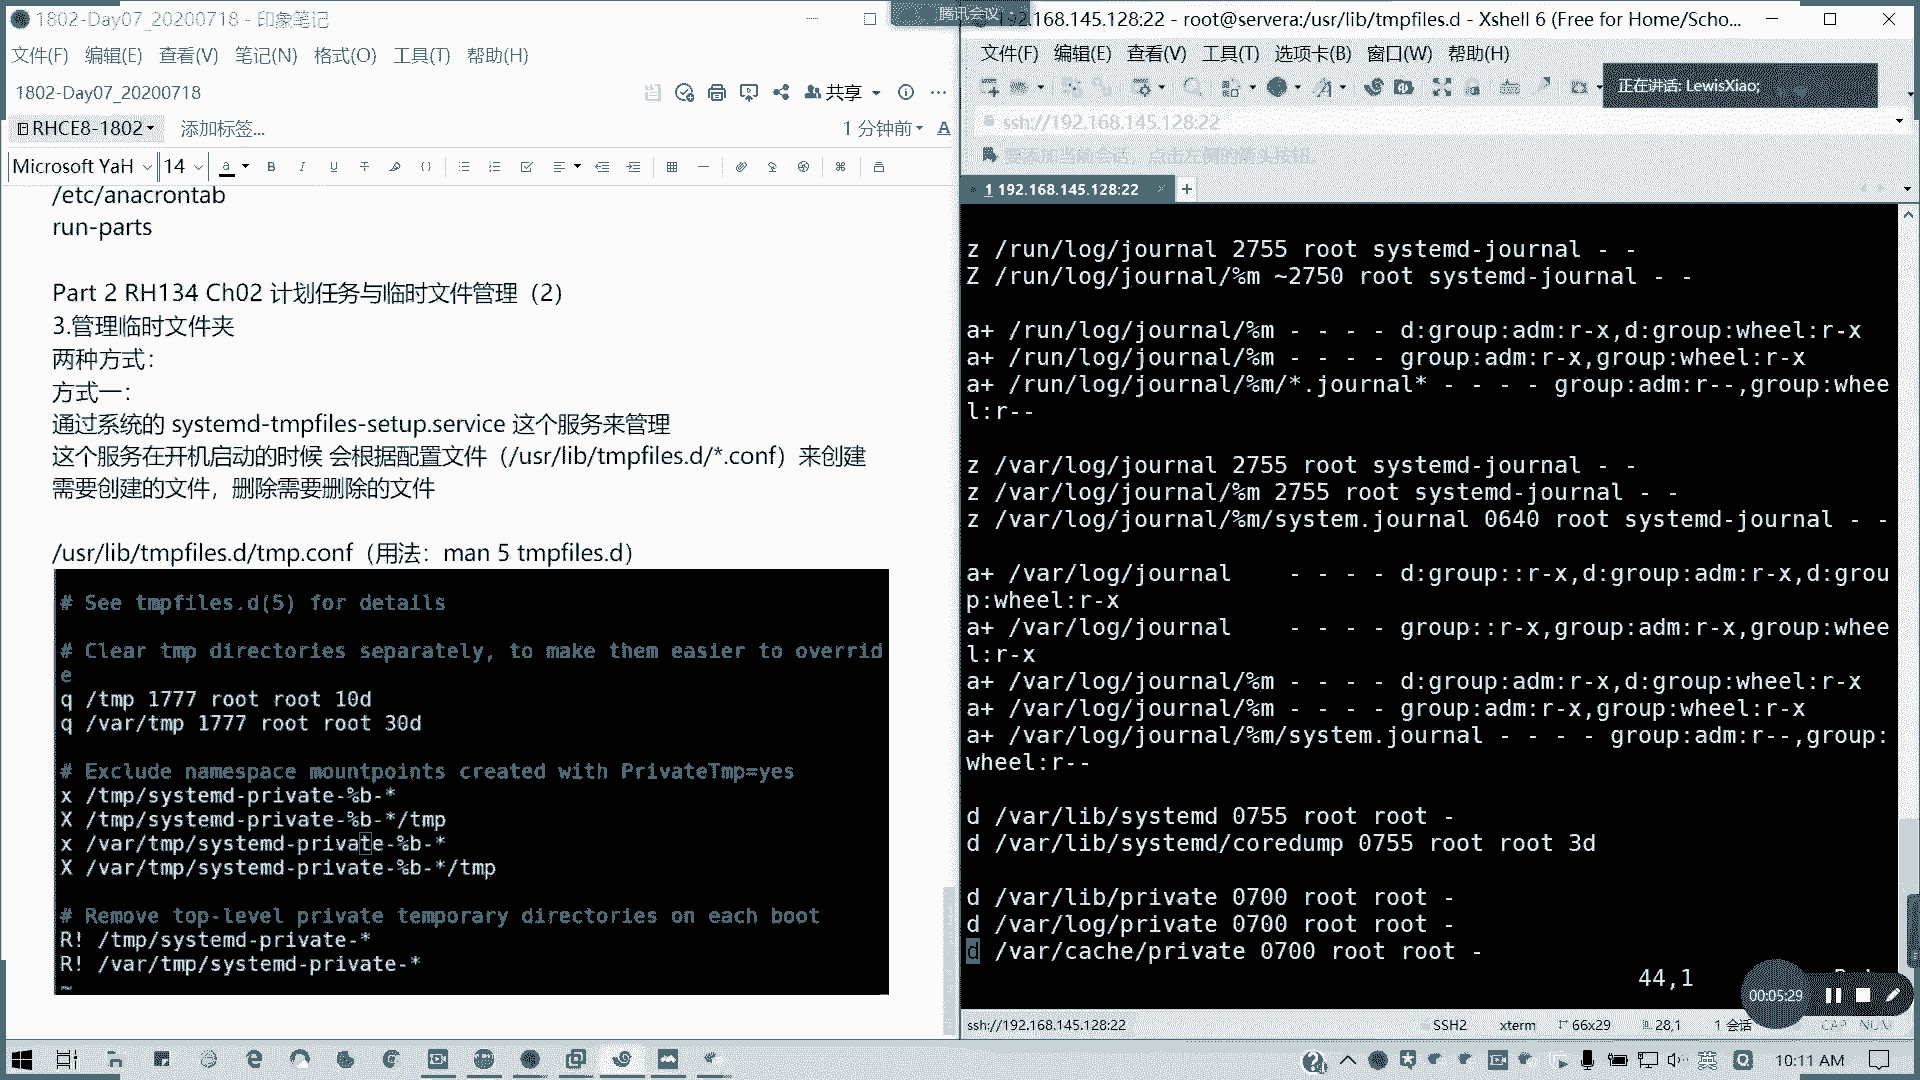 1802-Day07_20200718 - 印象笔记
文件(F) 编辑(E) 查看(V) 笔记(N) 格式(O) 工具(T) 帮助(H)
1802-Day07_20200718
共享
RHCE8-1802 添加标签...
1 分钟前
Microsoft YaH 14
/etc/anacrontab
run-parts
Part 2 RH134 Ch02 计划任务与临时文件管理（2）
3.管理临时文件夹
两种方式：
方式一：
通过系统的 systemd-tmpfiles-setup.service 这个服务来管理
这个服务在开机启动的时候 会根据配置文件（/usr/lib/tmpfiles.d/*.conf）来创建
需要创建的文件，删除需要删除的文件
/usr/lib/tmpfiles.d/tmp.conf（用法：man 5 tmpfiles.d）
# See tmpfiles.d(5) for details
# Clear tmp directories separately, to make them easier to overrid
e
q /tmp 1777 root root 10d
q /var/tmp 1777 root root 30d
# Exclude namespace mountpoints created with PrivateTmp=yes
x /tmp/systemd-private-%b-*
X /tmp/systemd-private-%b-*/tmp
x /var/tmp/systemd-private-%b-*
X /var/tmp/systemd-private-%b-*/tmp
# Remove top-level private temporary directories on each boot
R! /tmp/systemd-private-*
R! /var/tmp/systemd-private-*
~
腾讯会议
192.168.145.128:22 - root@servera:/usr/lib/tmpfiles.d - Xshell 6 (Free for Home/Scho...
文件(F) 编辑(E) 查看(V) 工具(T) 选项卡(B) 窗口(W) 帮助(H)
正在讲话: LewisXiao;
ssh://192.168.145.128:22
要添加当前会话，点击左侧的箭头按钮。
1 192.168.145.128:22
z /run/log/journal 2755 root systemd-journal - -
Z /run/log/journal/%m ~2750 root systemd-journal - -
a+ /run/log/journal/%m - - - - d:group:adm:r-x,d:group:wheel:r-x
a+ /run/log/journal/%m - - - - group:adm:r-x,group:wheel:r-x
a+ /run/log/journal/%m/*.journal* - - - - group:adm:r--,group:whee
l:r--
z /var/log/journal 2755 root systemd-journal - -
z /var/log/journal/%m 2755 root systemd-journal - -
z /var/log/journal/%m/system.journal 0640 root systemd-journal - -
a+ /var/log/journal    - - - - d:group::r-x,d:group:adm:r-x,d:grou
p:wheel:r-x
a+ /var/log/journal    - - - - group::r-x,group:adm:r-x,group:whee
l:r-x
a+ /var/log/journal/%m - - - - d:group:adm:r-x,d:group:wheel:r-x
a+ /var/log/journal/%m - - - - group:adm:r-x,group:wheel:r-x
a+ /var/log/journal/%m/system.journal - - - - group:adm:r--,group:
wheel:r--
d /var/lib/systemd 0755 root root -
d /var/lib/systemd/coredump 0755 root root 3d
d /var/lib/private 0700 root root -
d /var/log/private 0700 root root -
d /var/cache/private 0700 root root -
44,1
00:05:29
ssh://192.168.145.128:22 SSH2 xterm 66x29 28,1 1 会话 CAP NUM
英
10:11 AM